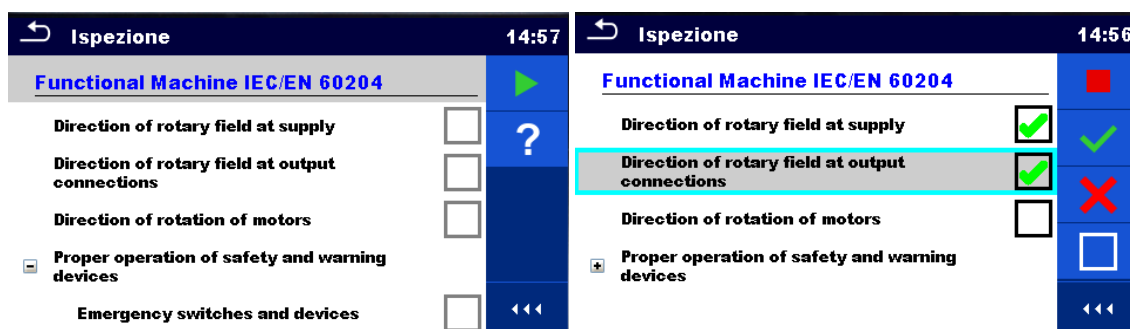 Ispezione 14:57
Functional Machine IEC/EN 60204
Direction of rotary field at supply
?
Direction of rotary field at output
connections
Direction of rotation of motors
Proper operation of safety and warning
devices
Emergency switches and devices
Ispezione 14:56
Functional Machine IEC/EN 60204
Direction of rotary field at supply
Direction of rotary field at output
connections
Direction of rotation of motors
Proper operation of safety and warning
devices